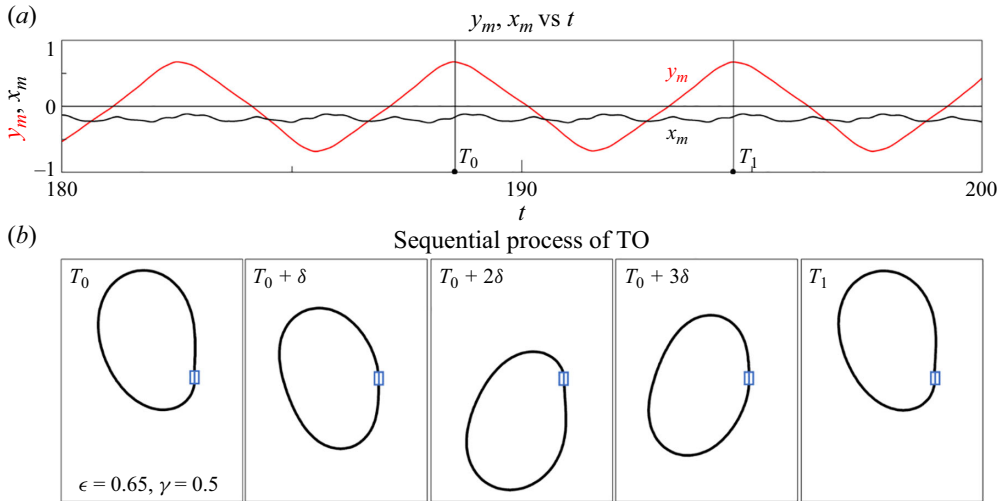 (a)
y_m, x_m vs t
1
y_m, x_m
0
y_m
x_m
T_0
T_1
−1
180
190
200
t
(b)
Sequential process of TO
T_0
T_0 + δ
T_0 + 2δ
T_0 + 3δ
T_1
ϵ = 0.65, γ = 0.5